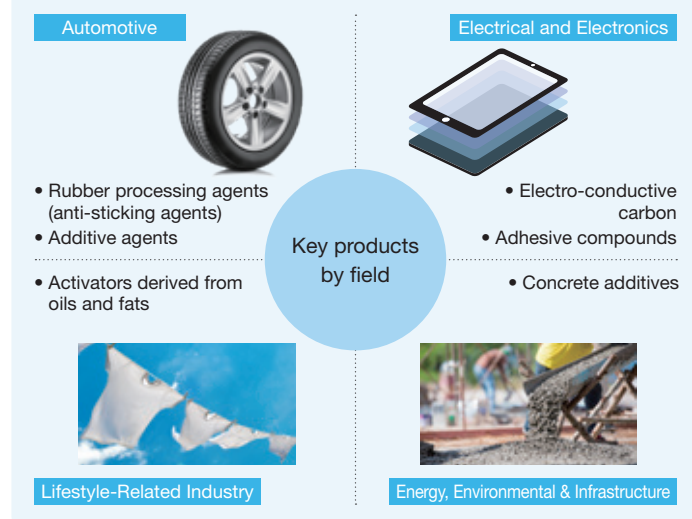 Automotive
Electrical and Electronics
• Rubber processing agents
(anti-sticking agents)
• Additive agents
• Electro-conductive
carbon
• Adhesive compounds
Key products
by field
• Activators derived from
oils and fats
• Concrete additives
Lifestyle-Related Industry
Energy, Environmental & Infrastructure